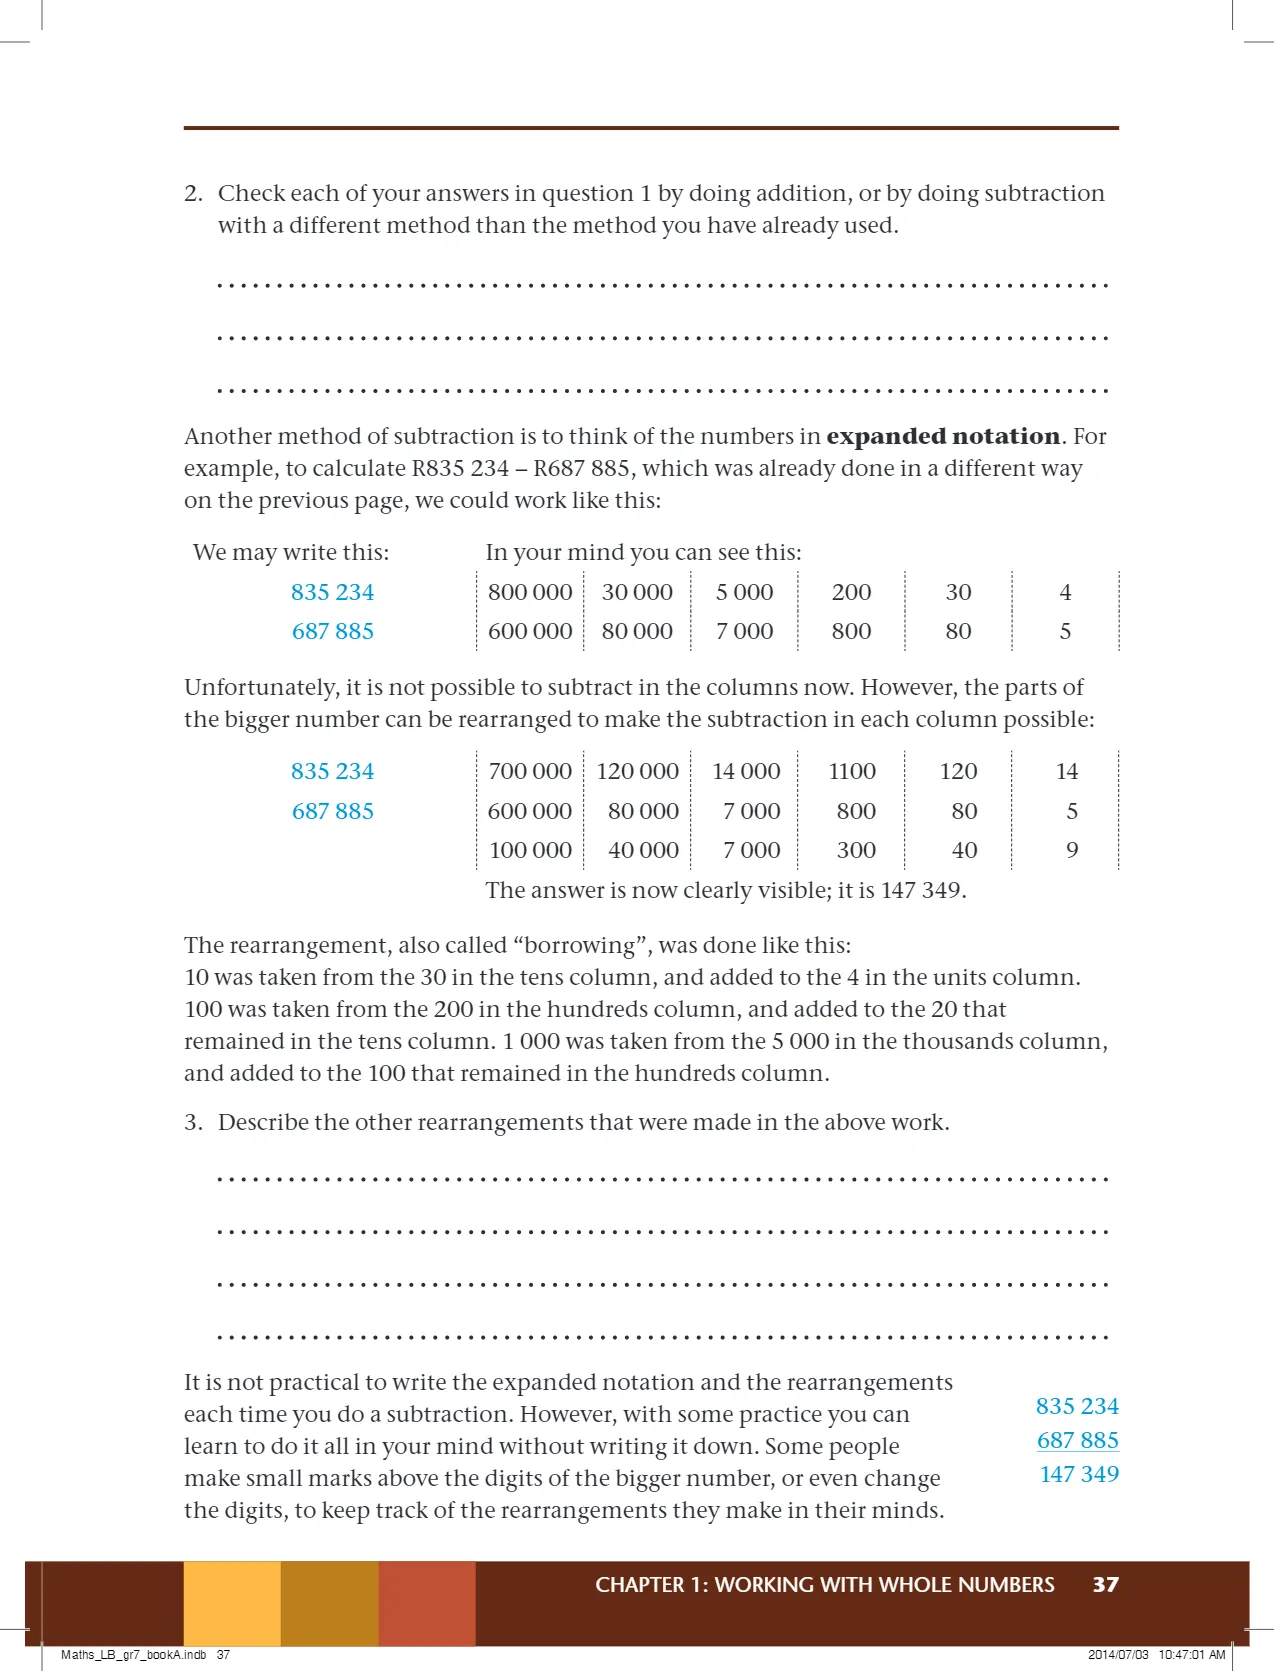 2. Check each of your answers in question 1 by doing addition, or by doing subtraction
with a different method than the method you have already used.
Another method of subtraction is to think of the numbers in expanded notation. For
example, to calculate R835 234 – R687 885, which was already done in a different way
on the previous page, we could work like this:
We may write this: In your mind you can see this:
835 234 800 000 30 000 5 000 200 30 4
687 885 600 000 80 000 7 000 800 80 5
Unfortunately, it is not possible to subtract in the columns now. However, the parts of
the bigger number can be rearranged to make the subtraction in each column possible:
835 234 700 000 120 000 14 000 1100 120 14
687 885 600 000 80 000 7 000 800 80 5
100 000 40 000 7 000 300 40 9
The answer is now clearly visible; it is 147 349.
The rearrangement, also called “borrowing”, was done like this:
10 was taken from the 30 in the tens column, and added to the 4 in the units column.
100 was taken from the 200 in the hundreds column, and added to the 20 that
remained in the tens column. 1 000 was taken from the 5 000 in the thousands column,
and added to the 100 that remained in the hundreds column.
3. Describe the other rearrangements that were made in the above work.
It is not practical to write the expanded notation and the rearrangements
each time you do a subtraction. However, with some practice you can
learn to do it all in your mind without writing it down. Some people
make small marks above the digits of the bigger number, or even change
the digits, to keep track of the rearrangements they make in their minds.
835 234
687 885
147 349
CHAPTER 1: WORKING WITH WHOLE NUMBERS 37
Maths_LB_gr7_bookA.indb 37 2014/07/03 10:47:01 AM